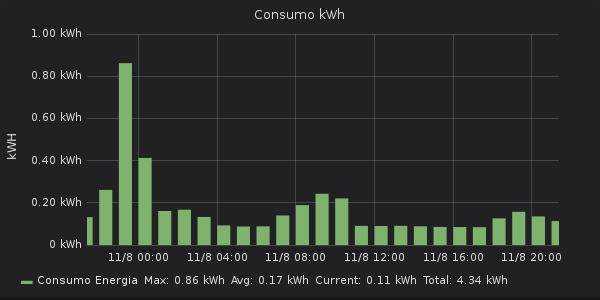 Consumo kWh
kWH
1.00 kWh
0.80 kWh
0.60 kWh
0.40 kWh
0.20 kWh
0 kWh
11/8 00:00 11/8 04:00 11/8 08:00 11/8 12:00 11/8 16:00 11/8 20:00
Consumo Energia Max: 0.86 kWh Avg: 0.17 kWh Current: 0.11 kWh Total: 4.34 kWh